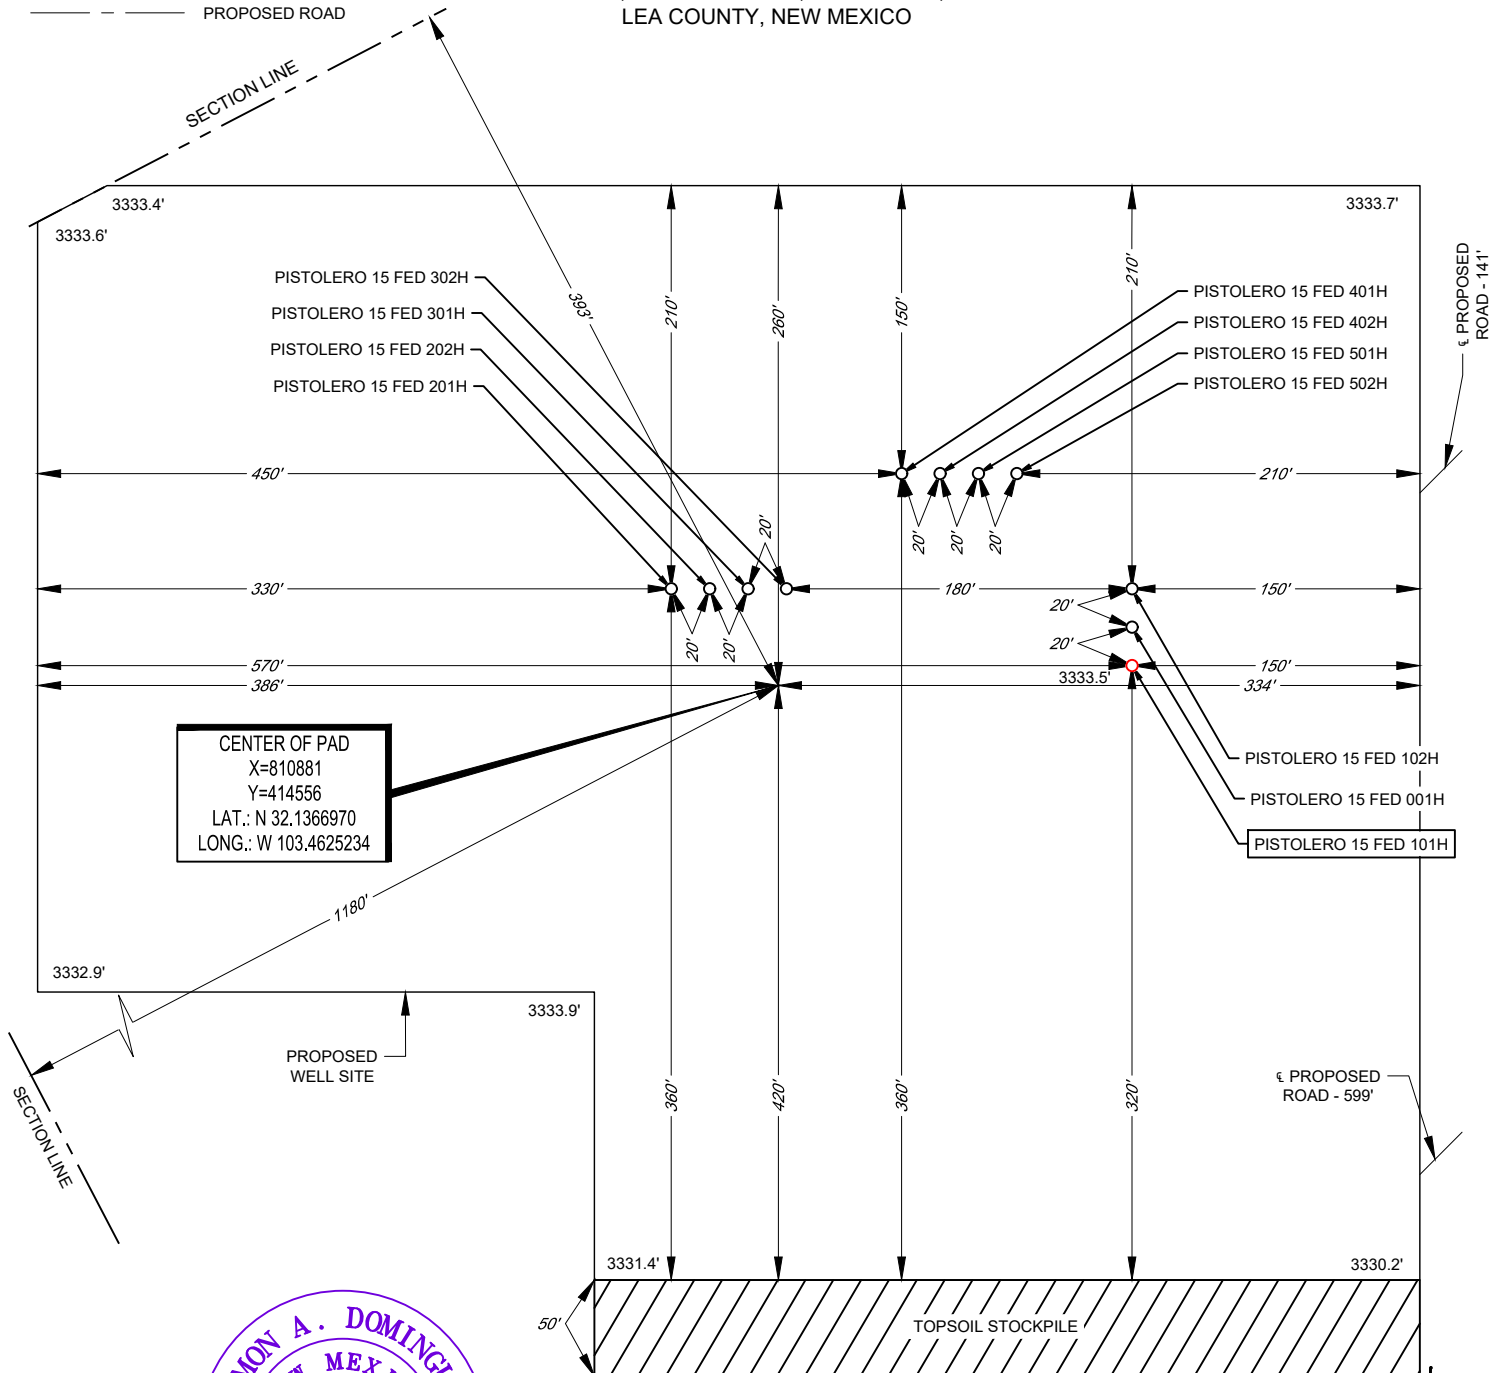 PROPOSED ROAD
LEA COUNTY, NEW MEXICO
SECTION LINE
3333.4'
3333.7'
3333.6'
℄ PROPOSED
ROAD - 141'
PISTOLERO 15 FED 302H
PISTOLERO 15 FED 301H
PISTOLERO 15 FED 202H
PISTOLERO 15 FED 201H
393'
210'
260'
150'
210'
PISTOLERO 15 FED 401H
PISTOLERO 15 FED 402H
PISTOLERO 15 FED 501H
PISTOLERO 15 FED 502H
450'
210'
20'
20'
20'
20'
330'
180'
150'
20'
20'
20'
20'
570'
150'
3333.5'
386'
334'
CENTER OF PAD
X=810881
Y=414556
LAT.: N 32.1366970
LONG.: W 103.4625234
PISTOLERO 15 FED 102H
PISTOLERO 15 FED 001H
PISTOLERO 15 FED 101H
1180'
3332.9'
3333.9'
PROPOSED
WELL SITE
SECTION LINE
360'
420'
360'
320'
℄ PROPOSED
ROAD - 599'
3331.4'
3330.2'
50'
TOPSOIL STOCKPILE
MON A. DOMING
MEX